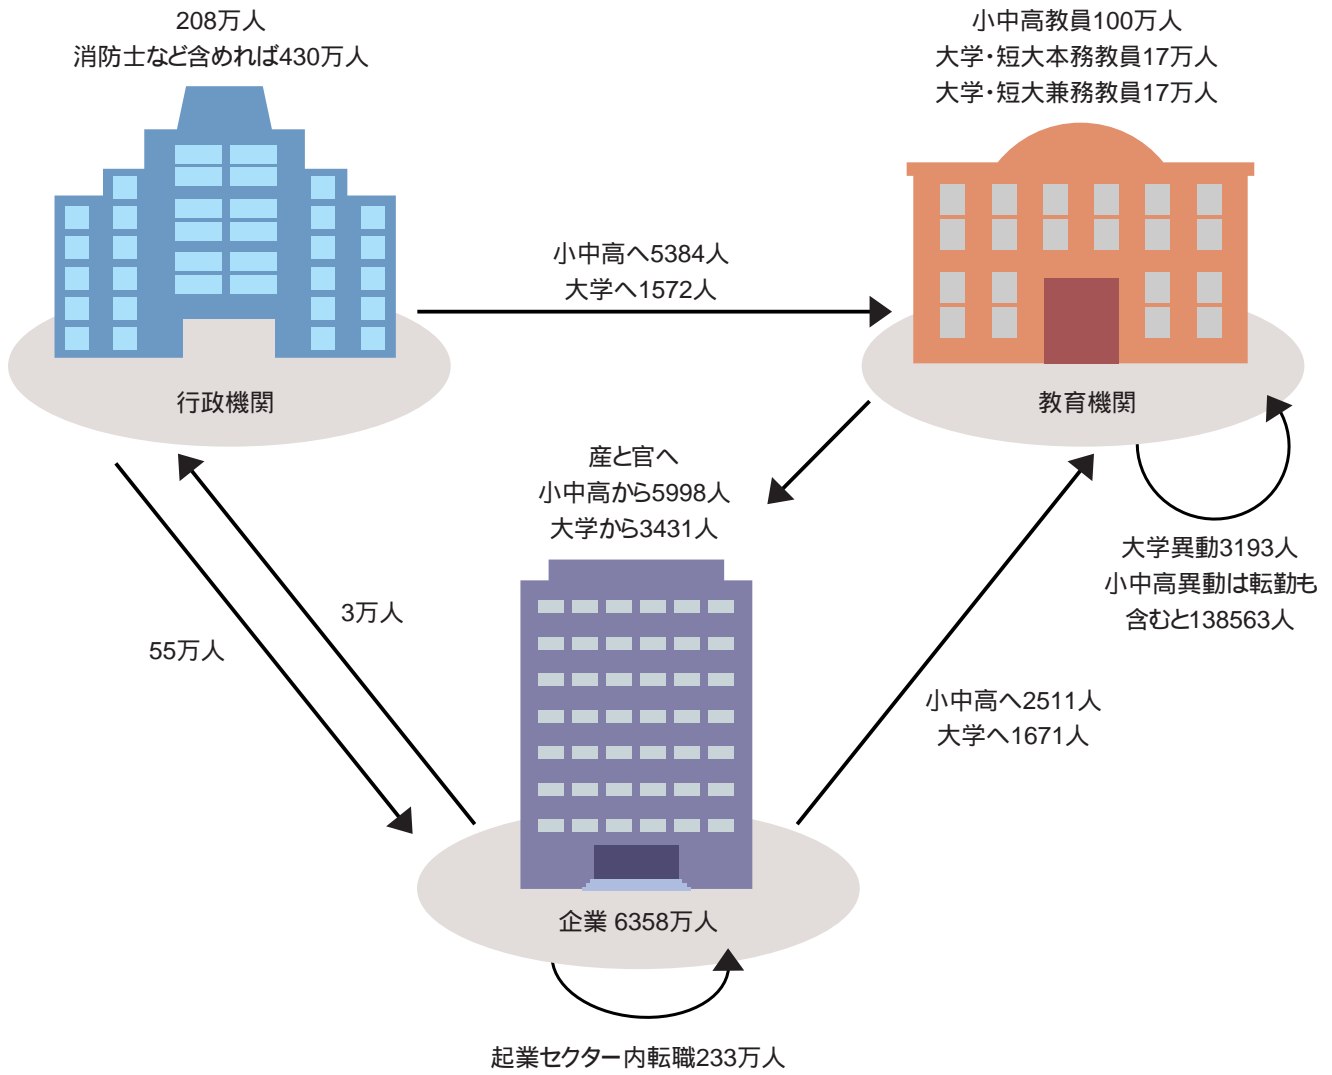 208万人
消防士など含めれば430万人
小中高教員100万人
大学・短大本務教員17万人
大学・短大兼務教員17万人
小中高へ5384人
大学へ1572人
行政機関
教育機関
産と官へ
小中高から5998人
大学から3431人
大学異動3193人
小中高異動は転勤も
含むと138563人
3万人
55万人
小中高へ2511人
大学へ1671人
企業 6358万人
起業セクター内転職233万人